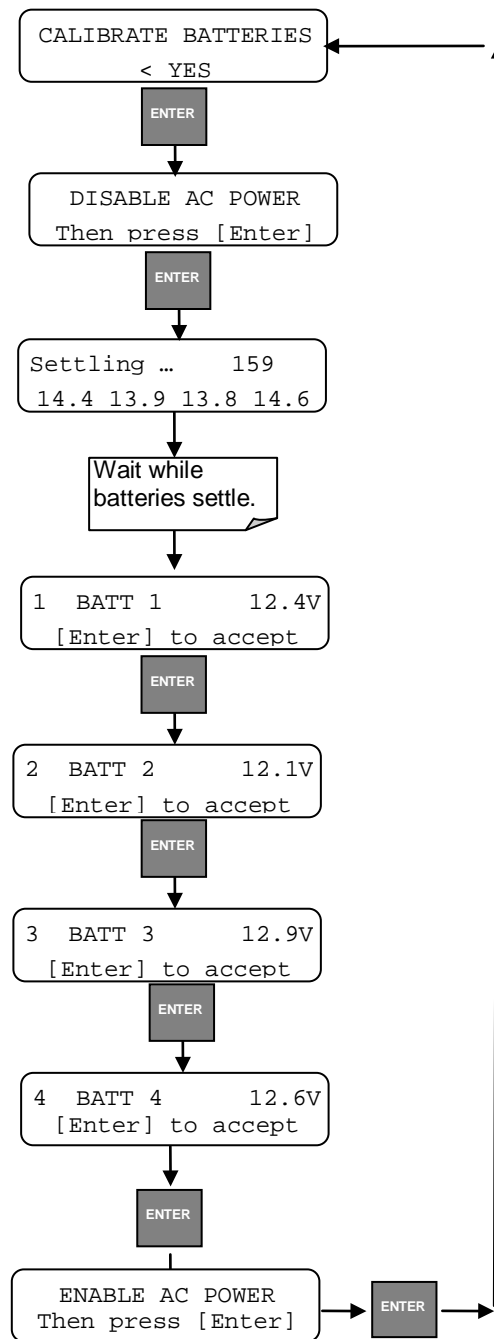 CALIBRATE BATTERIES
< YES
ENTER
DISABLE AC POWER
Then press [Enter]
ENTER
Settling … 159
14.4 13.9 13.8 14.6
Wait while
batteries settle.
1 BATT 1 12.4V
[Enter] to accept
ENTER
2 BATT 2 12.1V
[Enter] to accept
ENTER
3 BATT 3 12.9V
[Enter] to accept
ENTER
4 BATT 4 12.6V
[Enter] to accept
ENTER
ENABLE AC POWER
Then press [Enter]
ENTER